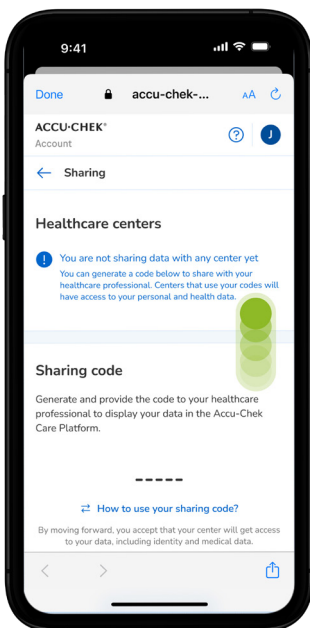 9:41
Done accu-chek-... AA
ACCU-CHEK®
Account
J
Sharing
Healthcare centers
You are not sharing data with any center yet
You can generate a code below to share with your
healthcare professional. Centers that use your codes will
have access to your personal and health data.
Sharing code
Generate and provide the code to your healthcare
professional to display your data in the Accu-Chek
Care Platform.
-----
How to use your sharing code?
By moving forward, you accept that your center will get access
to your data, including identity and medical data.